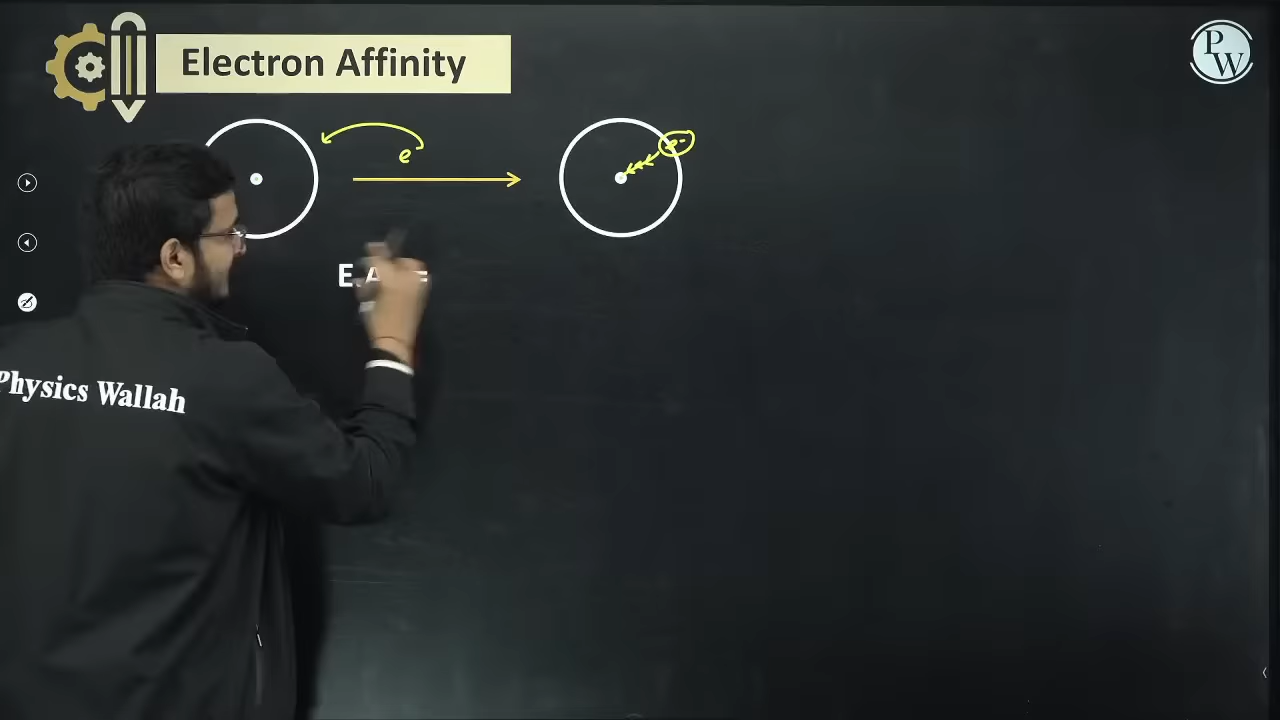 Electron Affinity
PW
e
e⁻
E.A =
Physics Wallah